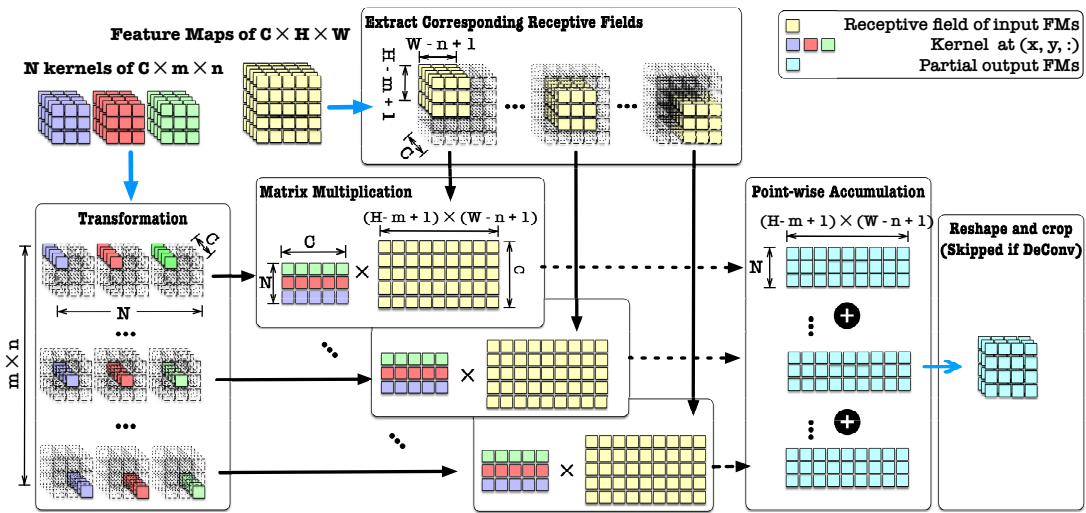 Feature Maps of C × H × W
N kernels of C × m × n
Extract Corresponding Receptive Fields
W - n + 1
H - m + 1
C
...
...
Receptive field of input FMs
Kernel at (x, y, :)
Partial output FMs
Transformation
C
N
m × n
...
...
Matrix Multiplication
(H- m + 1) × (W - n + 1)
C
N
×
C
...
×
...
×
Point-wise Accumulation
(H- m + 1) × (W - n + 1)
N
...
+
...
+
Reshape and crop
(Skipped if DeConv)